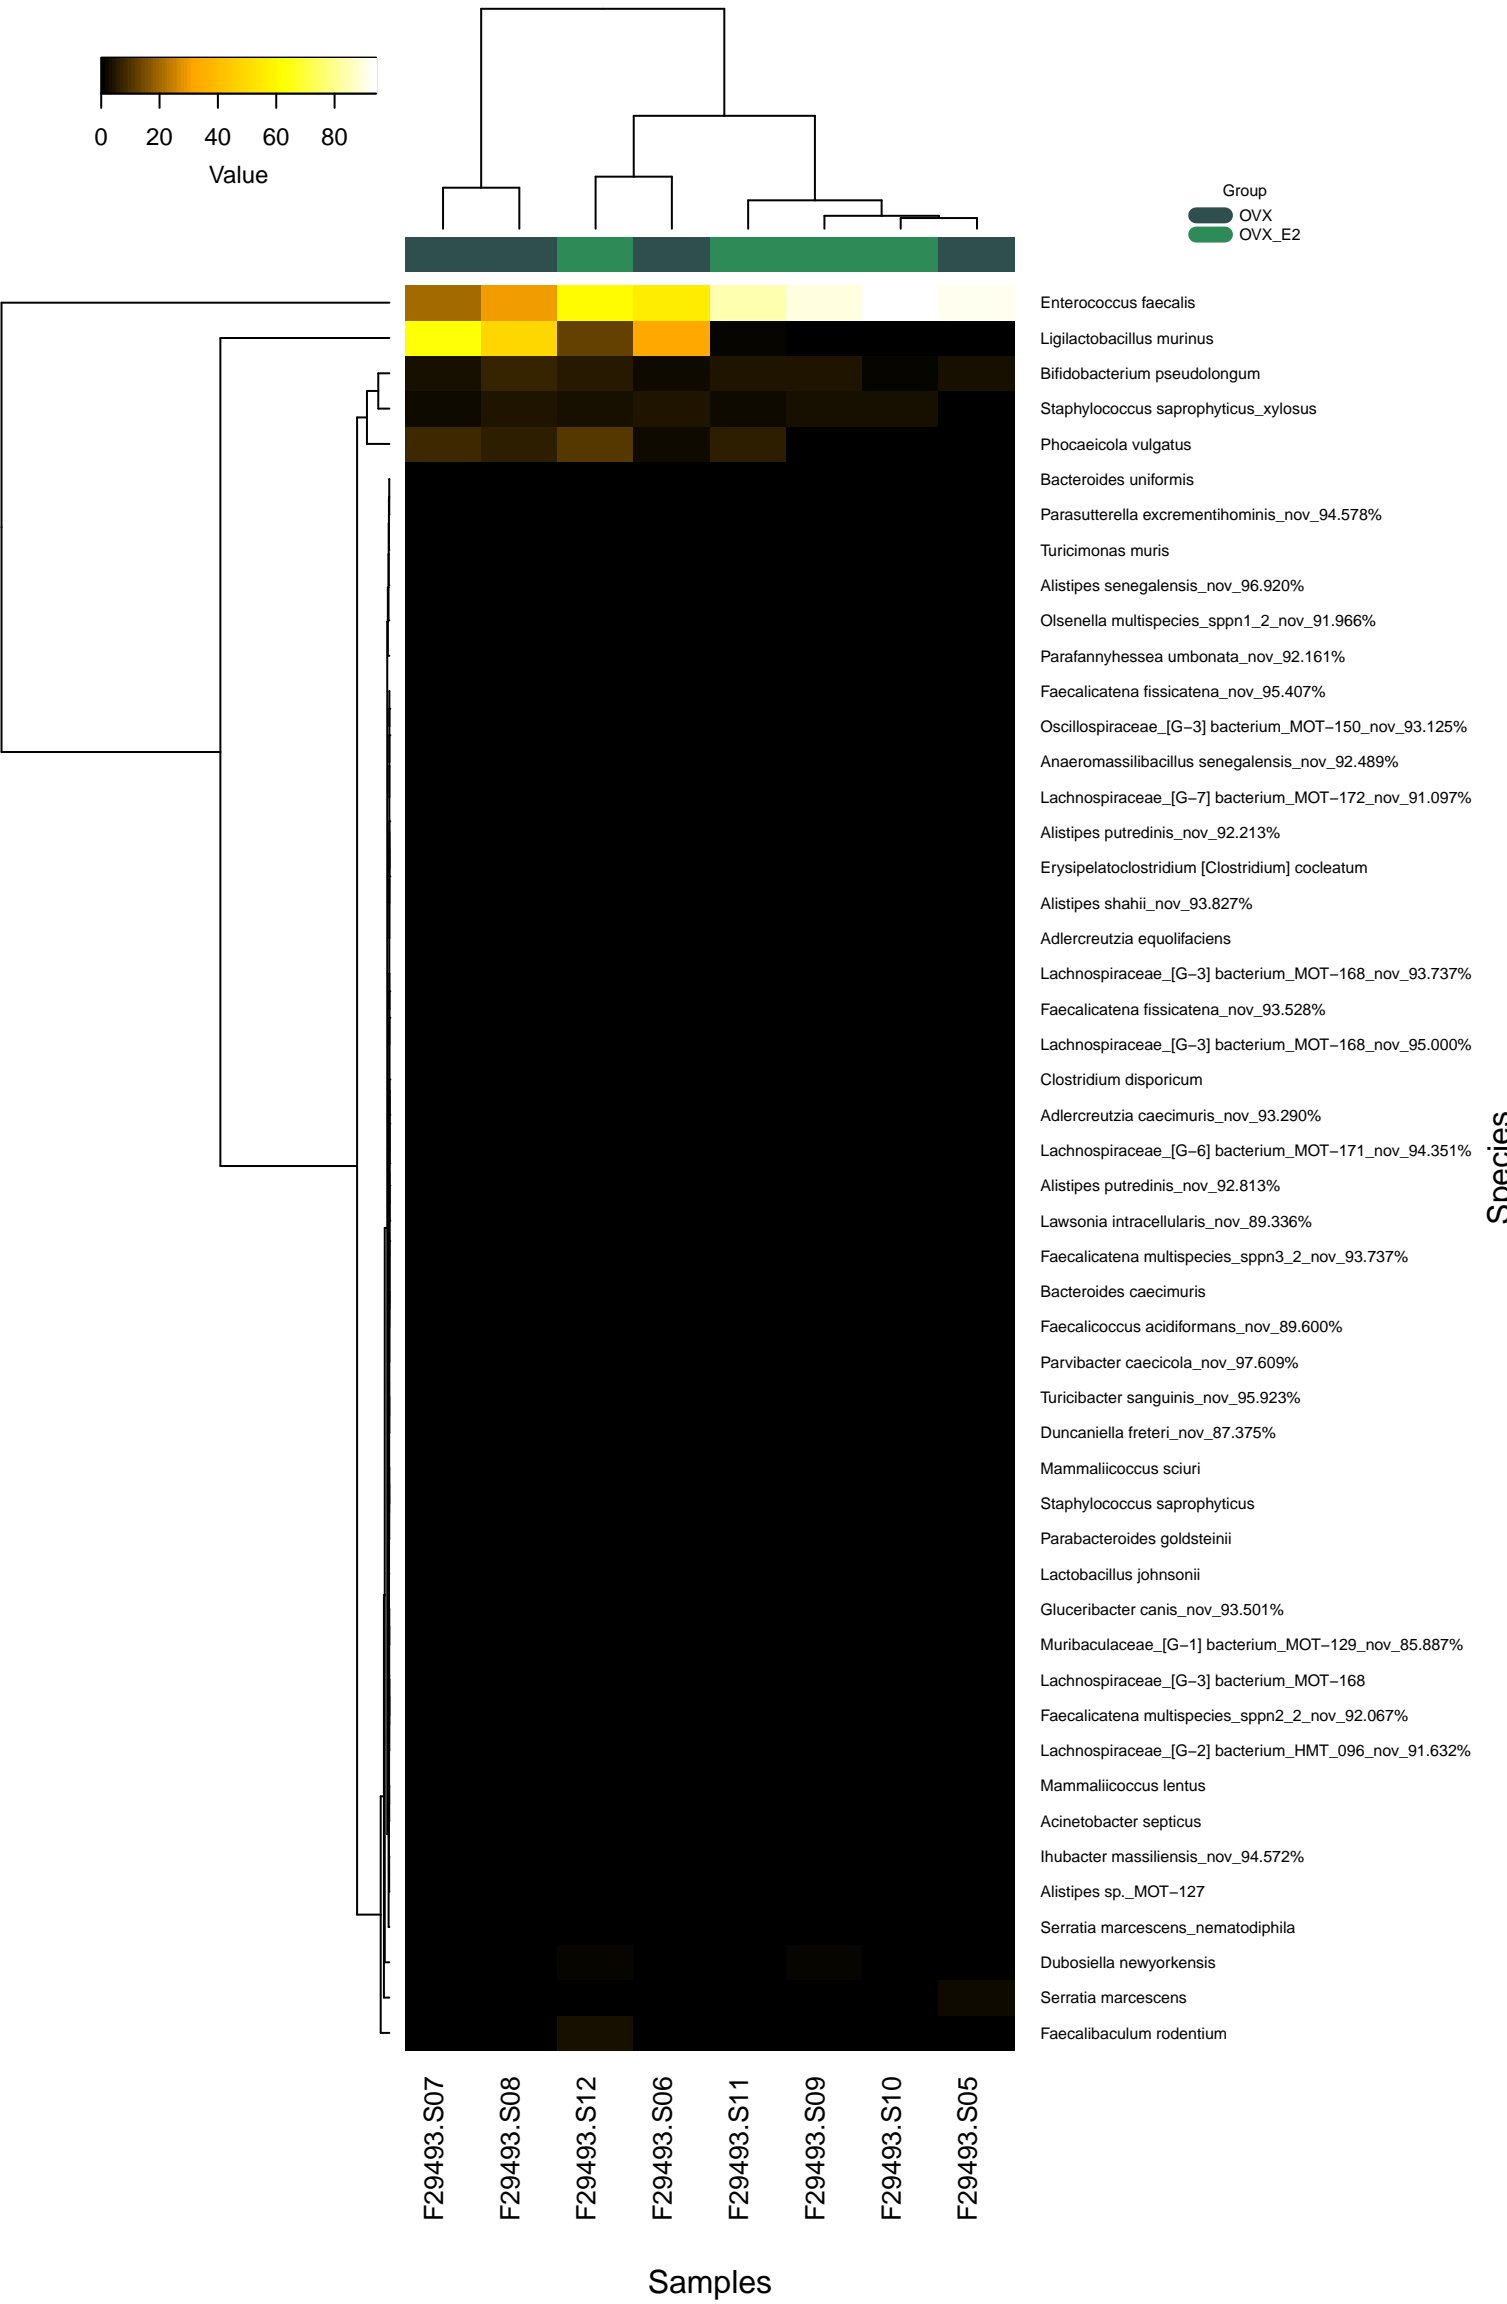 0 20 40 60 80
Value
Group
OVX
OVX_E2
Enterococcus faecalis
Ligilactobacillus murinus
Bifidobacterium pseudolongum
Staphylococcus saprophyticus_xylosus
Phocaeicola vulgatus
Bacteroides uniformis
Parasutterella excrementihominis_nov_94.578%
Turicimonas muris
Alistipes senegalensis_nov_96.920%
Olsenella multispecies_sppn1_2_nov_91.966%
Parafannyhessea umbonata_nov_92.161%
Faecalicatena fissicatena_nov_95.407%
Oscillospiraceae_[G−3] bacterium_MOT−150_nov_93.125%
Anaeromassilibacillus senegalensis_nov_92.489%
Lachnospiraceae_[G−7] bacterium_MOT−172_nov_91.097%
Alistipes putredinis_nov_92.213%
Erysipelatoclostridium [Clostridium] cocleatum
Alistipes shahii_nov_93.827%
Adlercreutzia equolifaciens
Lachnospiraceae_[G−3] bacterium_MOT−168_nov_93.737%
Faecalicatena fissicatena_nov_93.528%
Lachnospiraceae_[G−3] bacterium_MOT−168_nov_95.000%
Clostridium disporicum
Adlercreutzia caecimuris_nov_93.290%
Lachnospiraceae_[G−6] bacterium_MOT−171_nov_94.351%
Alistipes putredinis_nov_92.813%
Lawsonia intracellularis_nov_89.336%
Faecalicatena multispecies_sppn3_2_nov_93.737%
Bacteroides caecimuris
Faecalicoccus acidiformans_nov_89.600%
Parvibacter caecicola_nov_97.609%
Turicibacter sanguinis_nov_95.923%
Duncaniella freteri_nov_87.375%
Mammaliicoccus sciuri
Staphylococcus saprophyticus
Parabacteroides goldsteinii
Lactobacillus johnsonii
Gluceribacter canis_nov_93.501%
Muribaculaceae_[G−1] bacterium_MOT−129_nov_85.887%
Lachnospiraceae_[G−3] bacterium_MOT−168
Faecalicatena multispecies_sppn2_2_nov_92.067%
Lachnospiraceae_[G−2] bacterium_HMT_096_nov_91.632%
Mammaliicoccus lentus
Acinetobacter septicus
Ihubacter massiliensis_nov_94.572%
Alistipes sp._MOT−127
Serratia marcescens_nematodiphila
Dubosiella newyorkensis
Serratia marcescens
Faecalibaculum rodentium
Species
F29493.S07
F29493.S08
F29493.S12
F29493.S06
F29493.S11
F29493.S09
F29493.S10
F29493.S05
Samples